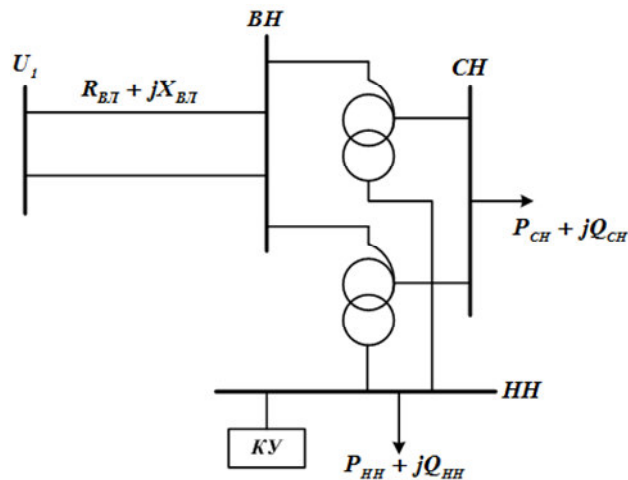 ВН
U1
RВЛ + jXВЛ
СН
PСН + jQСН
НН
КУ
PНН + jQНН